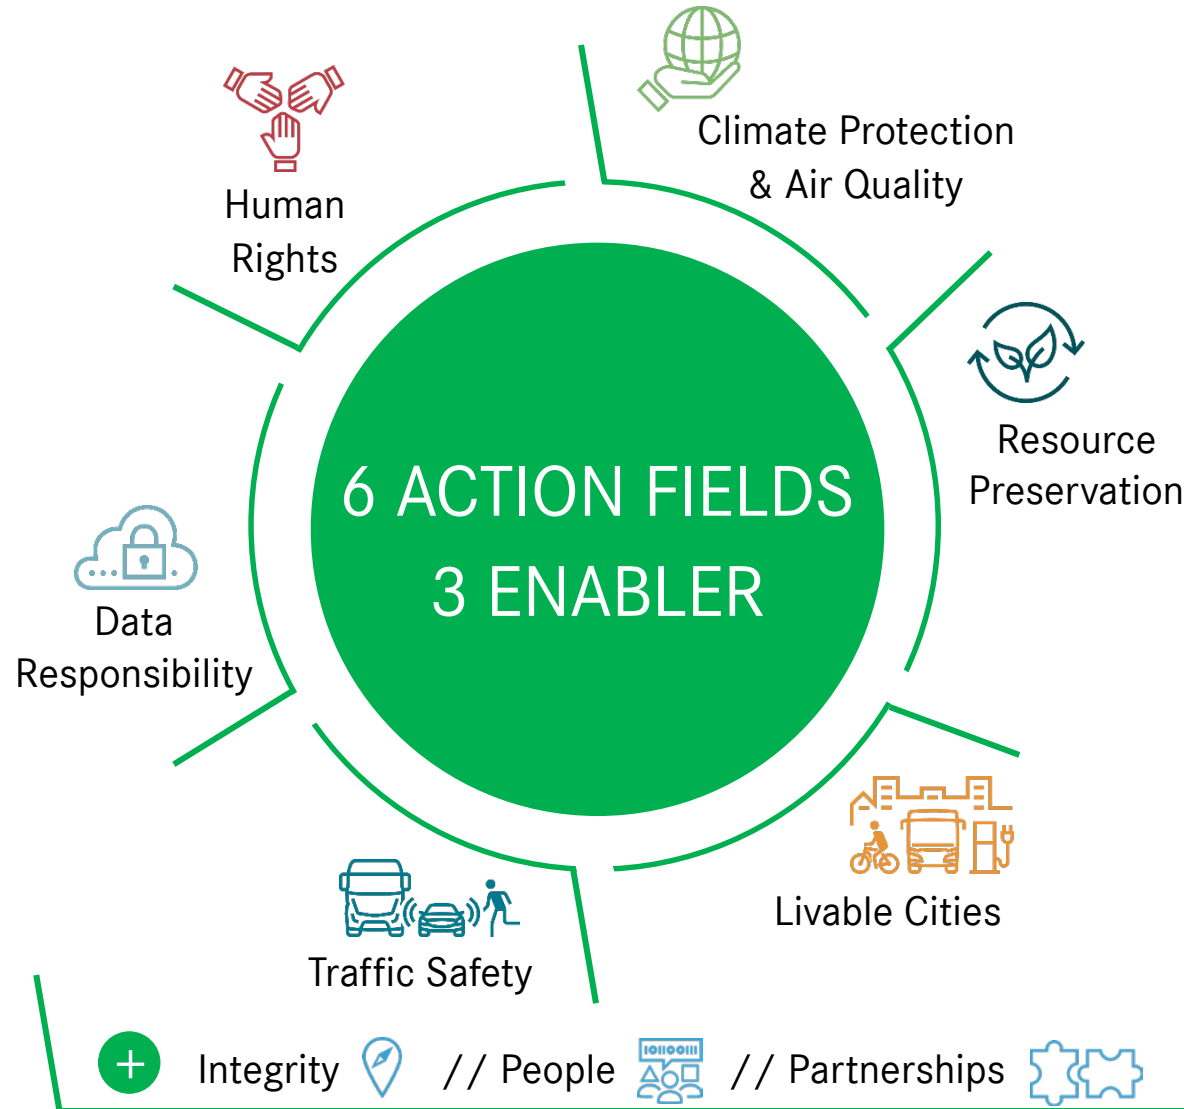 Climate Protection
& Air Quality
Human
Rights
Resource
Preservation
6 ACTION FIELDS
3 ENABLER
Data
Responsibility
Livable Cities
Traffic Safety
+ Integrity // People 10110011 // Partnerships